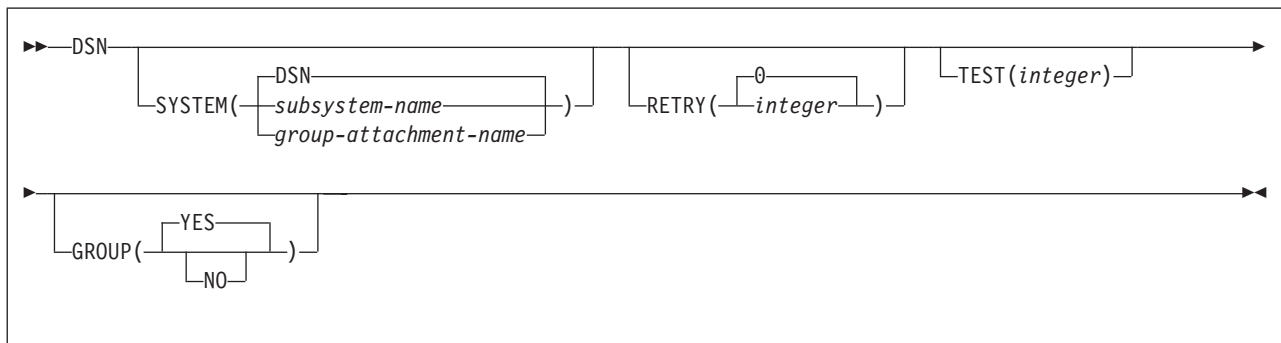 DSN
SYSTEM(
DSN
subsystem-name
group-attachment-name
)
RETRY(
0
integer
)
TEST(integer)
GROUP(
YES
NO
)